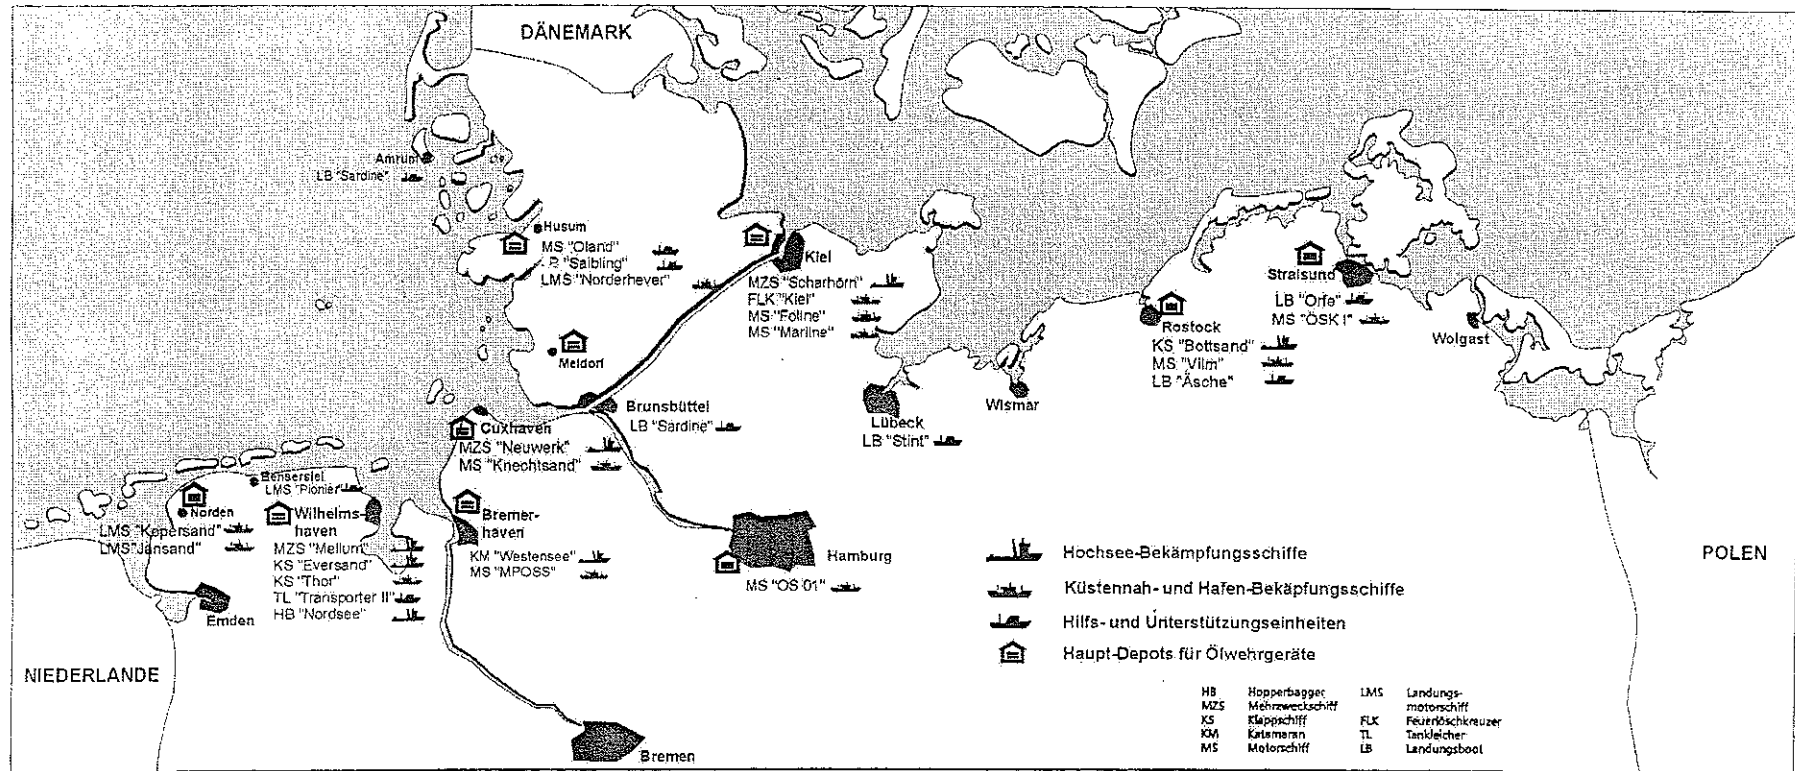 DÄNEMARK
Amrum
LB "Sardine"
Husum
MS "Oland"
LB "Saibling"
LMS "Norderhever"
Kiel
MZS "Scharhörn"
FLK "Kiel"
MS "Foline"
MS "Marline"
Meldorf
Brunsbüttel
LB "Sardine"
Lübeck
LB "Stint"
Wismar
Rostock
KS "Bottsand"
MS "Vilm"
LB "Äsche"
Stralsund
LB "Orfe"
MS "ÖSK I"
Wolgast
Cuxhaven
MZS "Neuwerk"
MS "Knechtsand"
Bensersiel
LMS "Pionier"
Norden
LMS "Kopersand"
LMS "Jansand"
Wilhelms-
haven
MZS "Mellum"
KS "Eversand"
KS "Thor"
TL "Transporter II"
HB "Nordsee"
Bremer-
haven
KM "Westensee"
MS "MPOSS"
Hamburg
MS "OS 01"
Emden
NIEDERLANDE
Bremen
POLEN
Hochsee-Bekämpfungsschiffe
Küstennah- und Hafen-Bekäpfungsschiffe
Hilfs- und Unterstützungseinheiten
Haupt-Depots für Ölwehrgeräte
HB Hopperbagger
MZS Mehrzweckschiff
KS Klappschiff
KM Katamaran
MS Motorschiff
LMS Landungs-
motorschiff
FLK Feuerlöschkreuzer
TL Tankleichter
LB Landungsboot